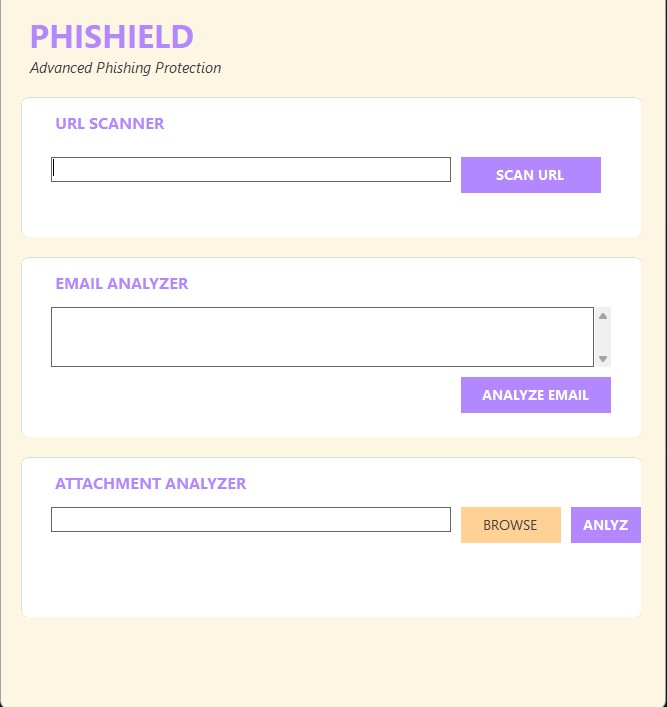 PHISHIELD
Advanced Phishing Protection
URL SCANNER
SCAN URL
EMAIL ANALYZER
ANALYZE EMAIL
ATTACHMENT ANALYZER
BROWSE ANLYZ